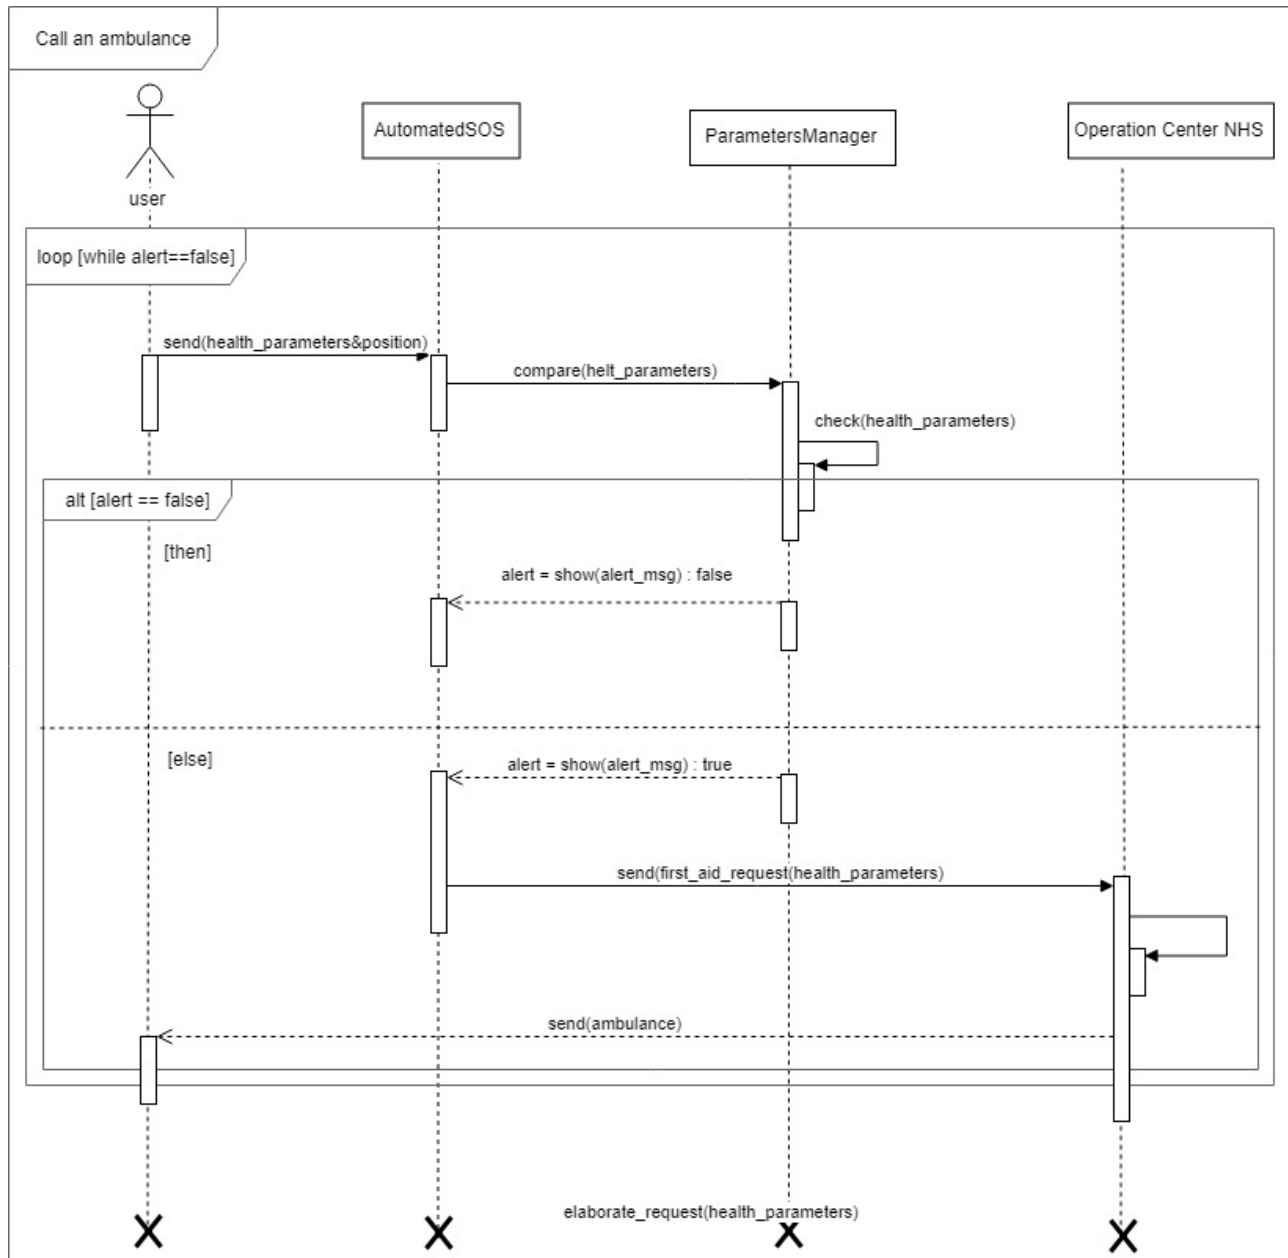 Call an ambulance
AutomatedSOS
ParametersManager
Operation Center NHS
user
loop [while alert==false]
send(health_parameters&position)
compare(helt_parameters)
check(health_parameters)
alt [alert == false]
[then]
alert = show(alert_msg) : false
[else]
alert = show(alert_msg) : true
send(first_aid_request(health_parameters)
send(ambulance)
elaborate_request(health_parameters)